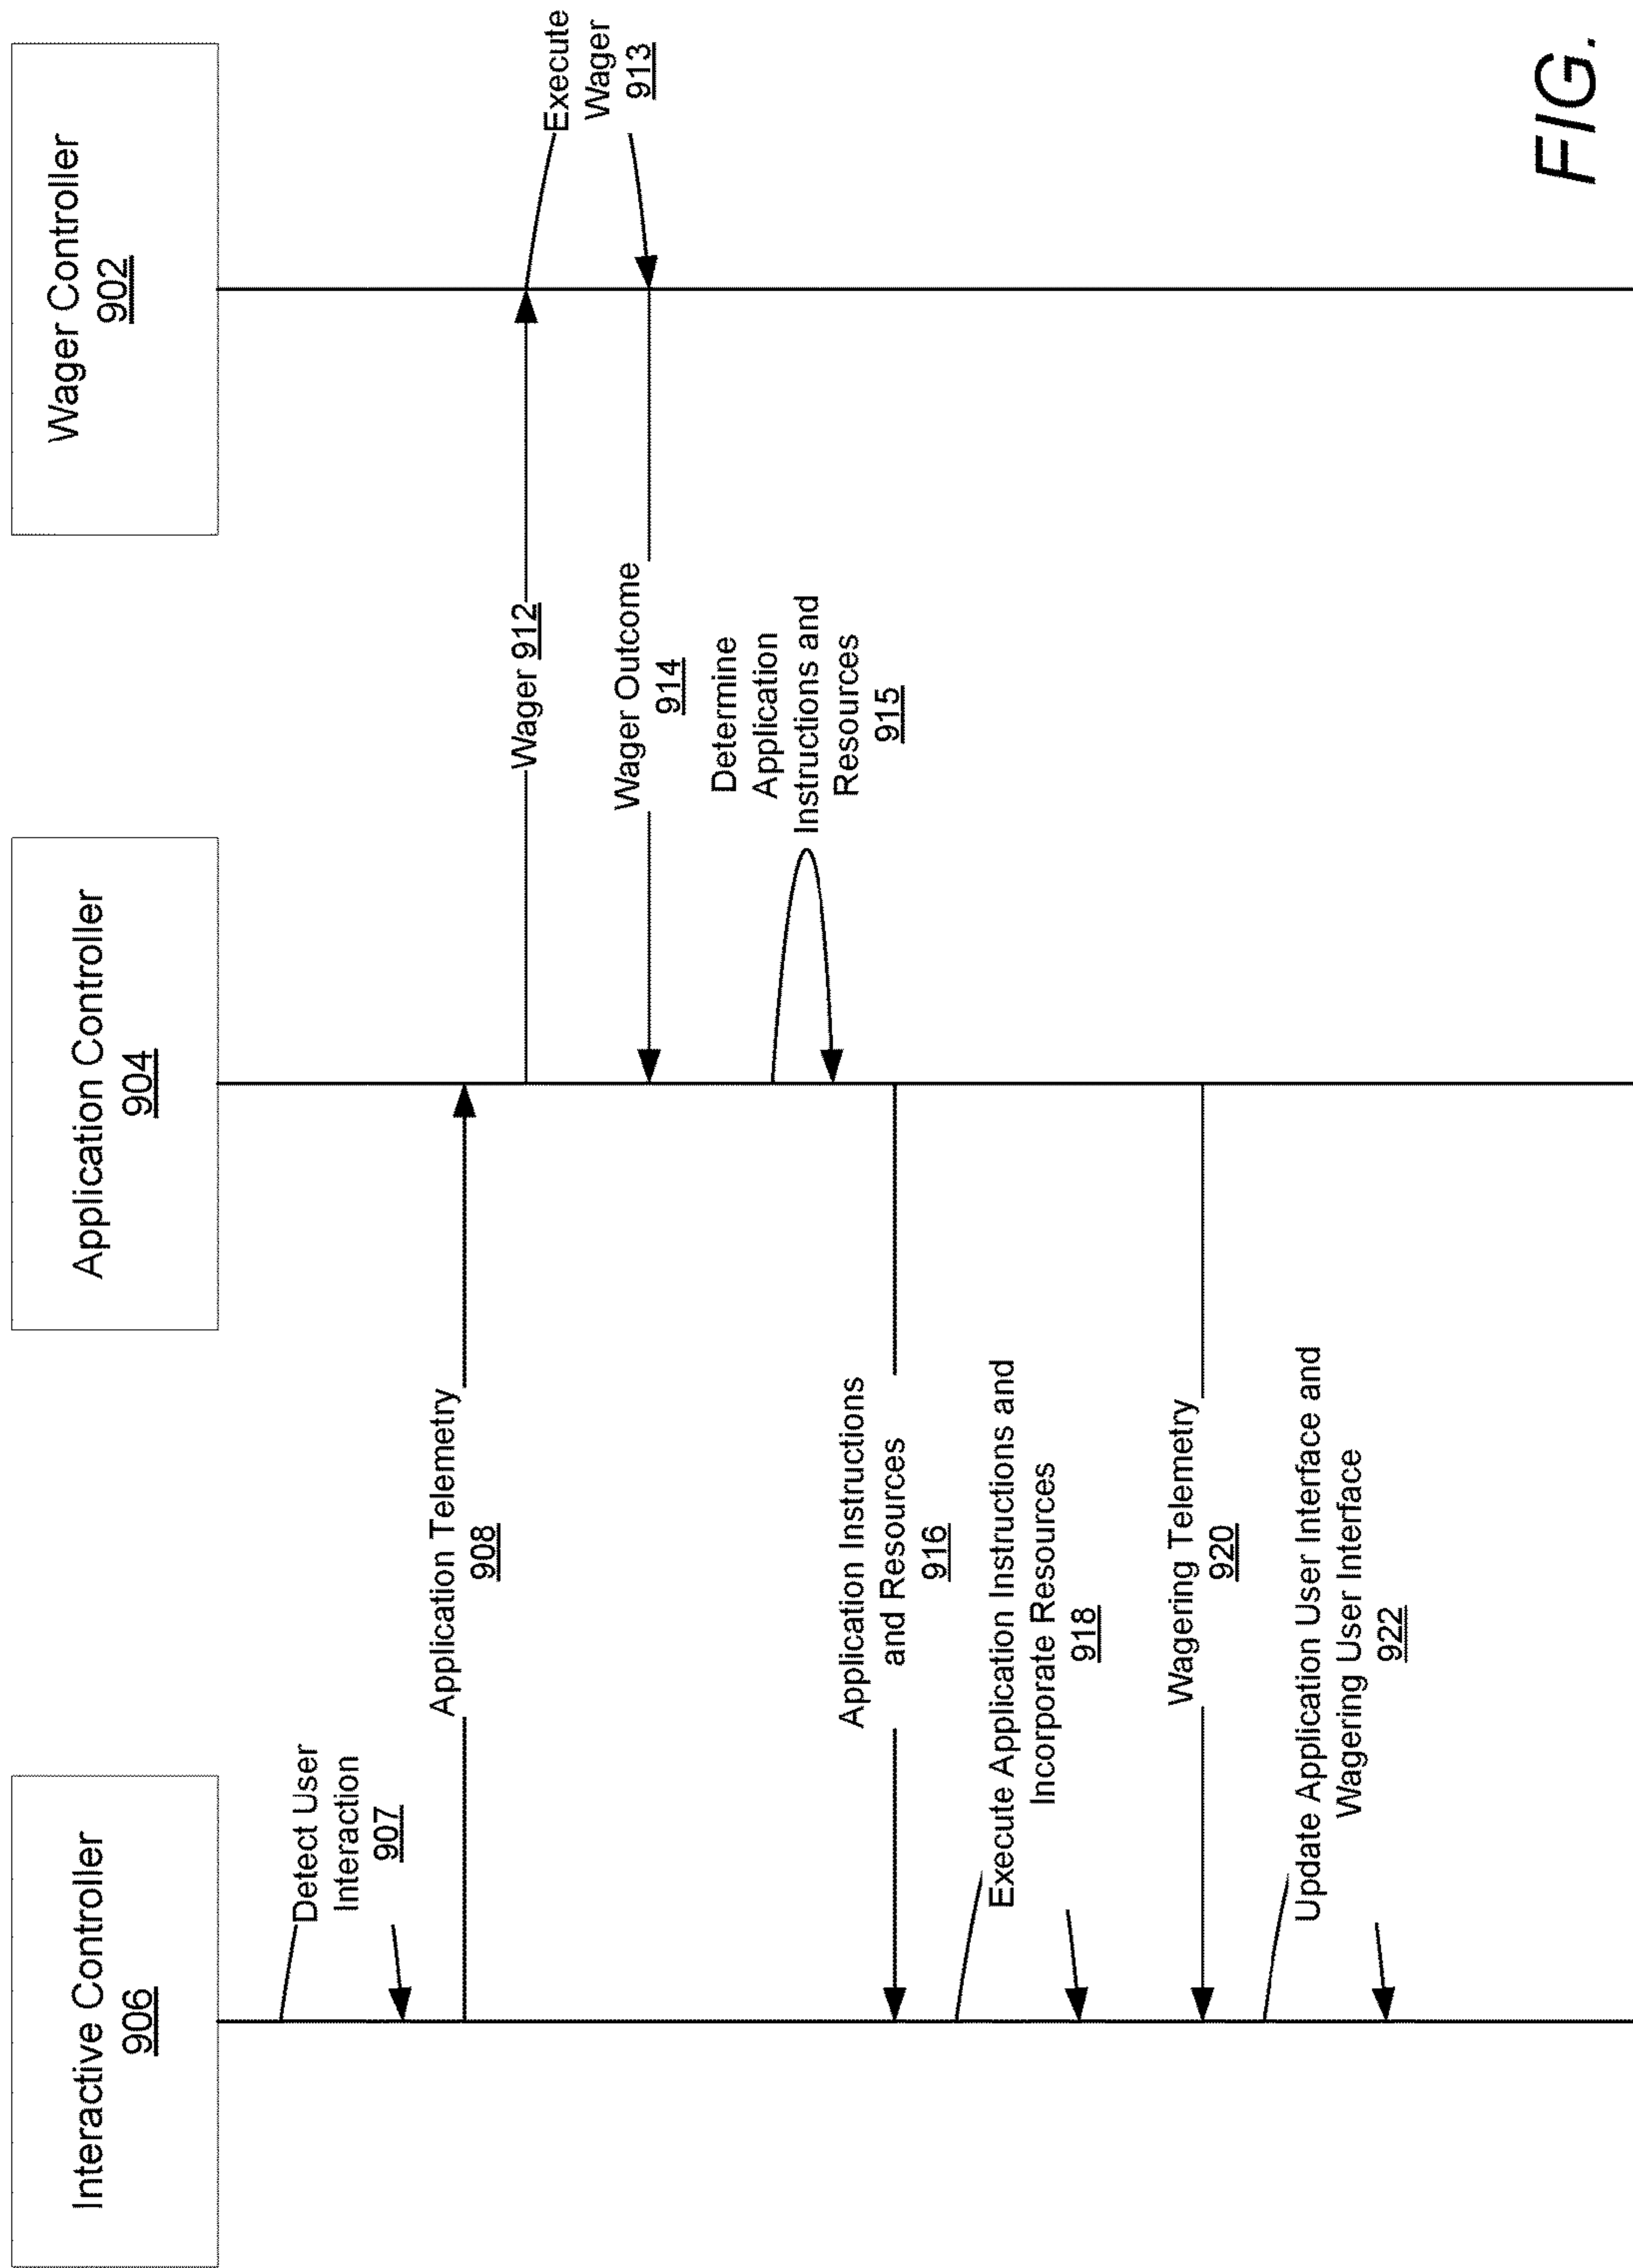 Interactive Controller
906
Application Controller
904
Wager Controller
902
Detect User
Interaction
907
Application Telemetry
908
Wager 912
Execute
Wager
913
Wager Outcome
914
Determine
Application
Instructions and
Resources
915
Application Instructions
and Resources
916
Execute Application Instructions and
Incorporate Resources
918
Wagering Telemetry
920
Update Application User Interface and
Wagering User Interface
922
FIG.